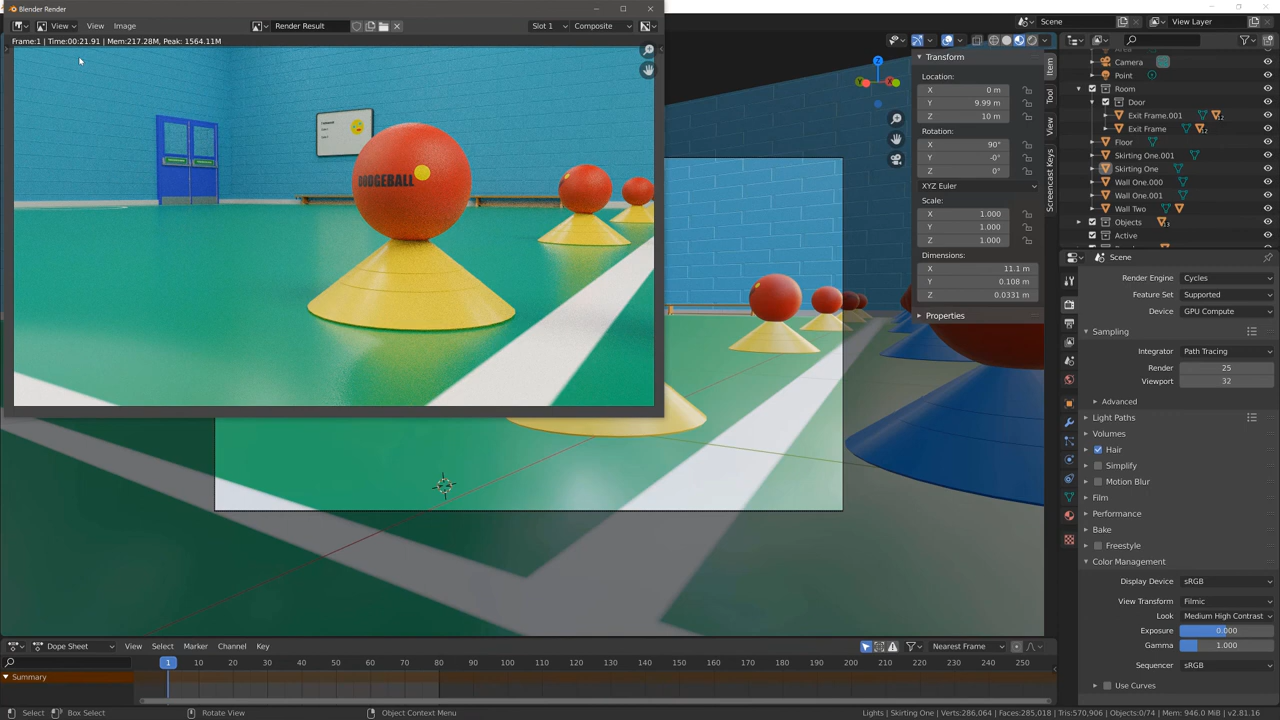 Blender Render
View View Image Render Result Slot 1 Composite
Frame:1 | Time:00:21.91 | Mem:217.28M, Peak: 1564.11M
DODGEBALL
Scene View Layer
Transform
Location:
X 0 m
Y 9.99 m
Z 10 m
Rotation:
X 90°
Y -0°
Z 0°
XYZ Euler
Scale:
X 1.000
Y 1.000
Z 1.000
Dimensions:
X 11.1 m
Y 0.108 m
Z 0.0331 m
Properties
Item
Tool
View
Screencast Keys
Z
Camera
Point
Room
Door
Exit Frame.001
Exit Frame
Floor
Skirting One.001
Skirting One
Wall One.000
Wall One.001
Wall Two
Objects
Active
Scene
Render Engine Cycles
Feature Set Supported
Device GPU Compute
Sampling
Integrator Path Tracing
Render 25
Viewport 32
Advanced
Light Paths
Volumes
Hair
Simplify
Motion Blur
Film
Performance
Bake
Freestyle
Color Management
Display Device sRGB
View Transform Filmic
Look Medium High Contrast
Exposure 0.000
Gamma 1.000
Sequencer sRGB
Use Curves
Dope Sheet View Select Marker Channel Key Nearest Frame
1 10 20 30 40 50 60 70 80 90 100 110 120 130 140 150 160 170 180 190 200 210 220 230 240 250
Summary
Select Box Select Rotate View Object Context Menu Lights | Skirting One | Verts:286,064 | Faces:285,018 | Tris:570,906 | Objects:0/74 | Mem: 946.0 MiB | v2.81.16